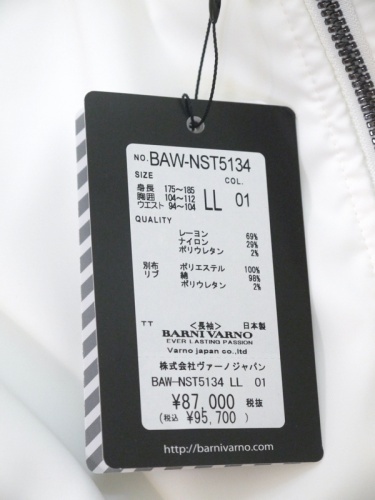 NO. BAW-NST5134
SIZE COL.
身長 175〜185
胸囲 104〜112 LL 01
ウエスト 94〜104
QUALITY
レーヨン 69%
ナイロン 29%
ポリウレタン 2%
別布 ポリエステル 100%
リブ 綿 98%
ポリウレタン 2%
TT 〈長袖〉 日本製
BARNI VARNO
EVER LASTING PASSION
Varno japan co.,ltd
株式会社ヴァーノジャパン
BAW-NST5134 LL 01
¥87,000 税抜
(税込 ¥95,700 )
http://barnivarno.com